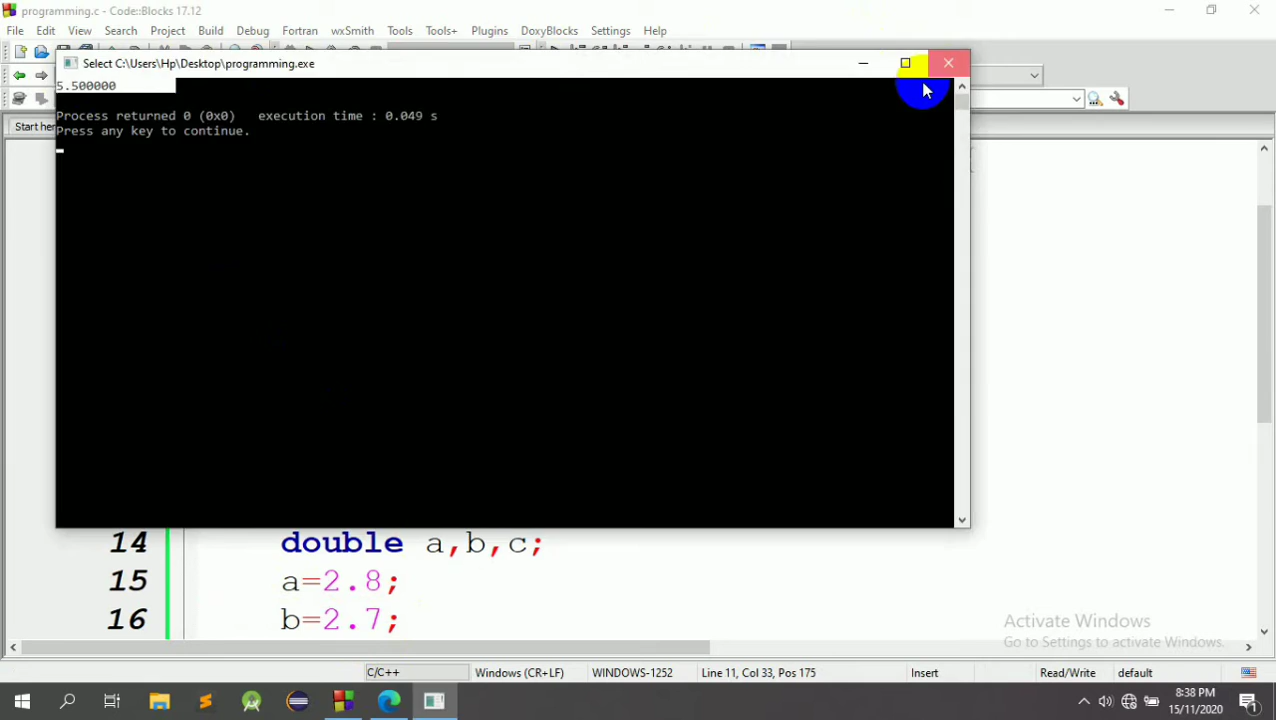 programming.c - Code::Blocks 17.12
File Edit View Search Project Build Debug Fortran wxSmith Tools Tools+ Plugins DoxyBlocks Settings Help
Select C:\Users\Hp\Desktop\programming.exe
5.500000
Process returned 0 (0x0)   execution time : 0.049 s
Press any key to continue.
Start her
14 double a,b,c;
15 a=2.8;
16 b=2.7;
Activate Windows
Go to Settings to activate Windows.
C/C++ Windows (CR+LF) WINDOWS-1252 Line 11, Col 33, Pos 175 Insert Read/Write default
8:38 PM
15/11/2020
1